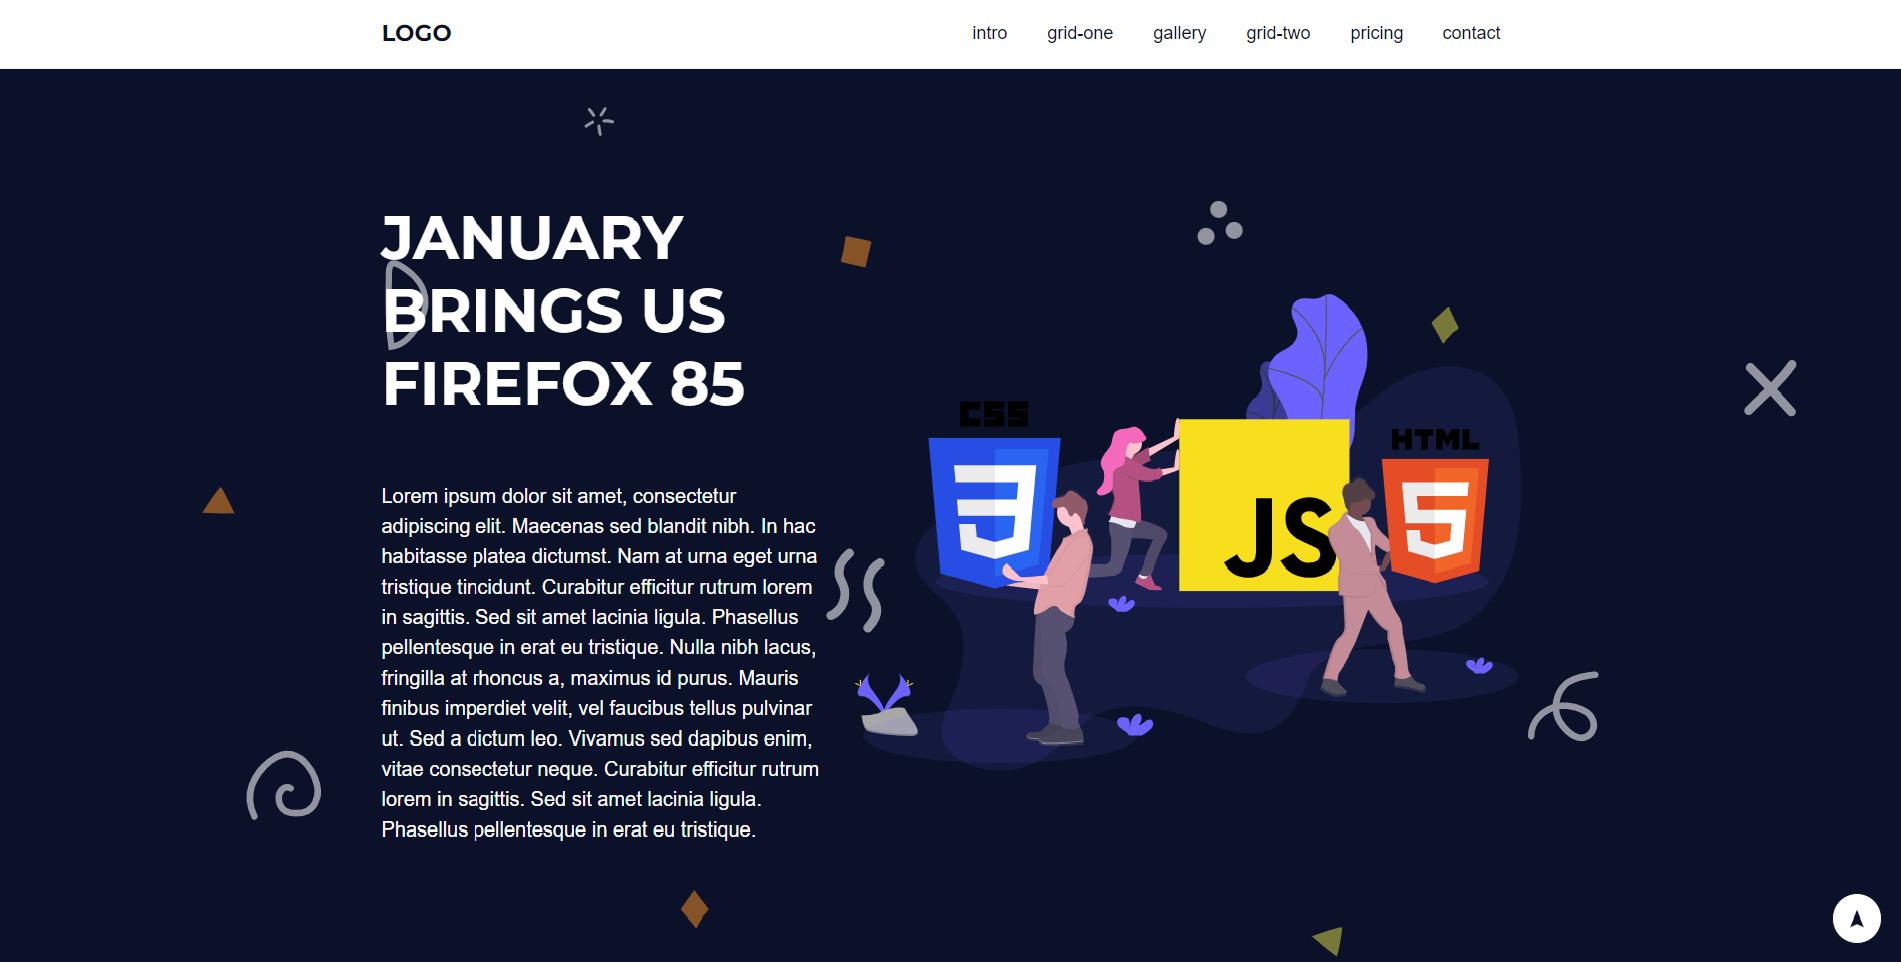 LOGO
intro grid-one gallery grid-two pricing contact
JANUARY
BRINGS US
FIREFOX 85
Lorem ipsum dolor sit amet, consectetur
adipiscing elit. Maecenas sed blandit nibh. In hac
habitasse platea dictumst. Nam at urna eget urna
tristique tincidunt. Curabitur efficitur rutrum lorem
in sagittis. Sed sit amet lacinia ligula. Phasellus
pellentesque in erat eu tristique. Nulla nibh lacus,
fringilla at rhoncus a, maximus id purus. Mauris
finibus imperdiet velit, vel faucibus tellus pulvinar
ut. Sed a dictum leo. Vivamus sed dapibus enim,
vitae consectetur neque. Curabitur efficitur rutrum
lorem in sagittis. Sed sit amet lacinia ligula.
Phasellus pellentesque in erat eu tristique.
CSS
3
JS
HTML
5